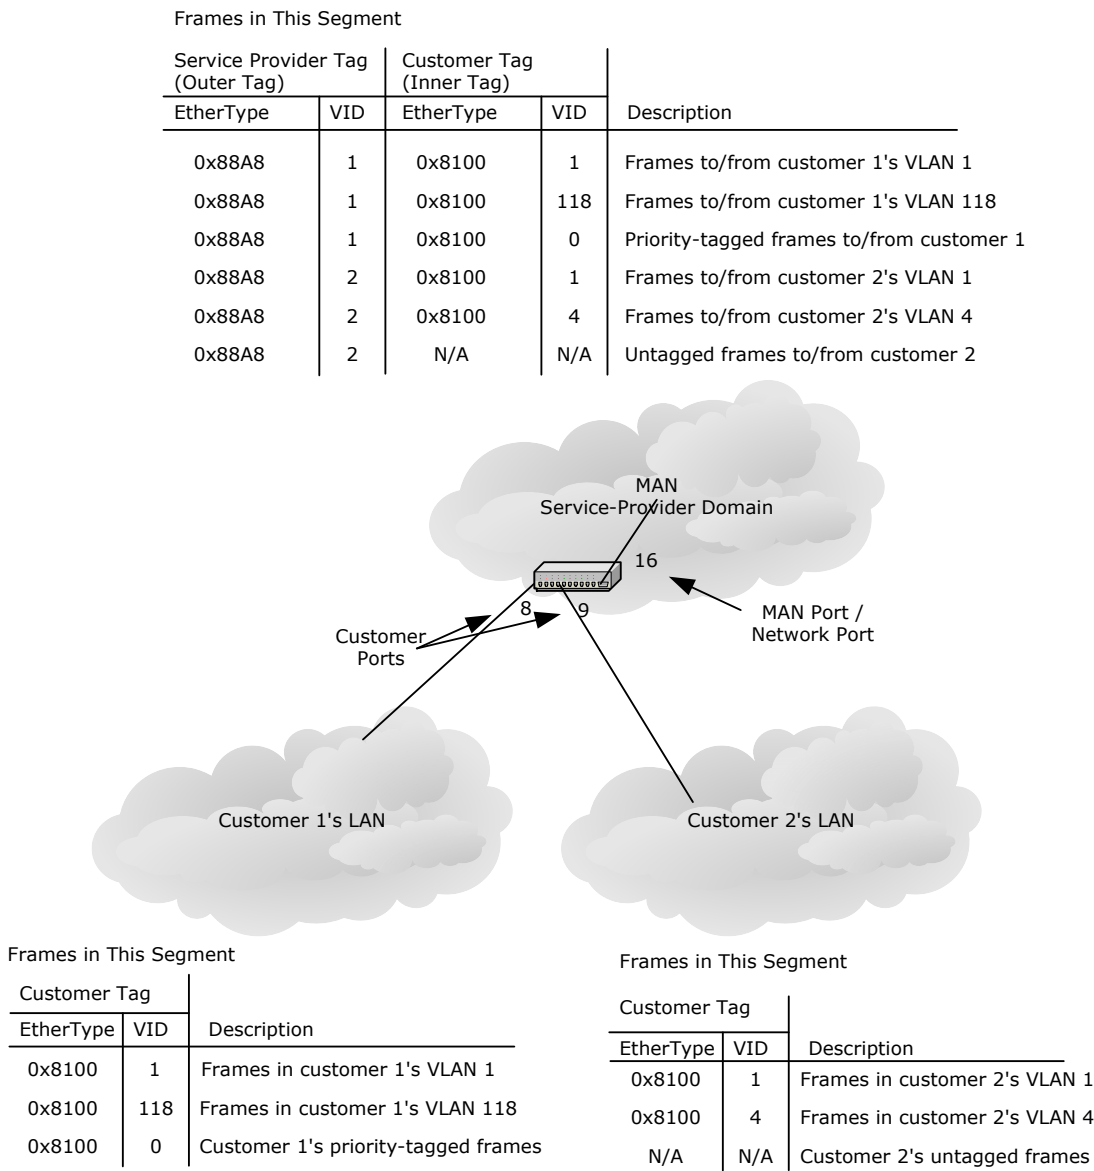 Frames in This Segment
Service Provider Tag (Outer Tag) Customer Tag (Inner Tag)
EtherType VID EtherType VID Description
0x88A8 1 0x8100 1 Frames to/from customer 1's VLAN 1
0x88A8 1 0x8100 118 Frames to/from customer 1's VLAN 118
0x88A8 1 0x8100 0 Priority-tagged frames to/from customer 1
0x88A8 2 0x8100 1 Frames to/from customer 2's VLAN 1
0x88A8 2 0x8100 4 Frames to/from customer 2's VLAN 4
0x88A8 2 N/A N/A Untagged frames to/from customer 2
MAN
Service-Provider Domain
16
8 9
MAN Port /
Network Port
Customer
Ports
Customer 1's LAN
Customer 2's LAN
Frames in This Segment
Customer Tag
EtherType VID Description
0x8100 1 Frames in customer 1's VLAN 1
0x8100 118 Frames in customer 1's VLAN 118
0x8100 0 Customer 1's priority-tagged frames
Frames in This Segment
Customer Tag
EtherType VID Description
0x8100 1 Frames in customer 2's VLAN 1
0x8100 4 Frames in customer 2's VLAN 4
N/A N/A Customer 2's untagged frames